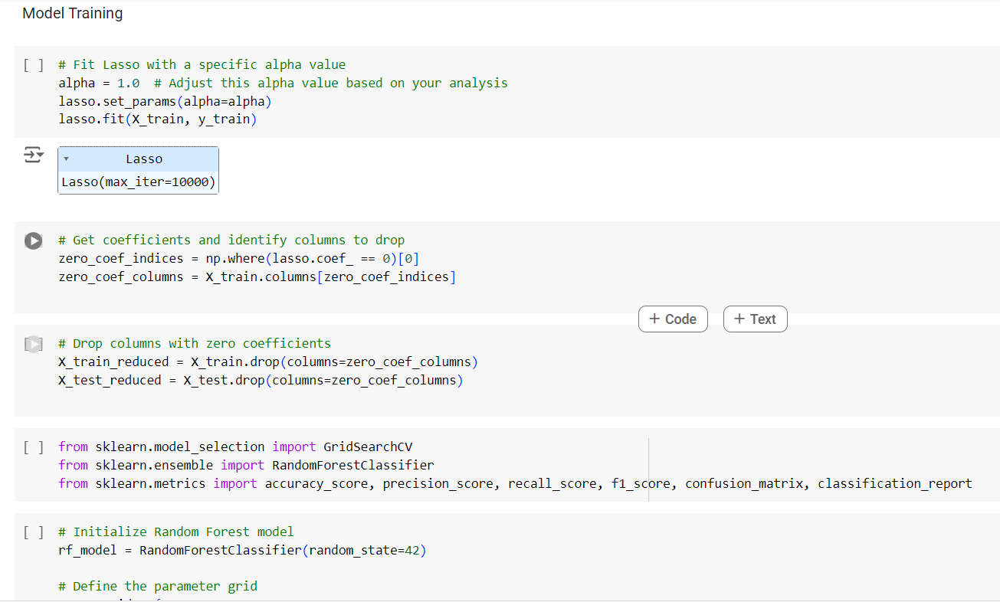 Model Training
[ ] # Fit Lasso with a specific alpha value
alpha = 1.0  # Adjust this alpha value based on your analysis
lasso.set_params(alpha=alpha)
lasso.fit(X_train, y_train)
Lasso
Lasso(max_iter=10000)
# Get coefficients and identify columns to drop
zero_coef_indices = np.where(lasso.coef_ == 0)[0]
zero_coef_columns = X_train.columns[zero_coef_indices]
+ Code + Text
[ ] # Drop columns with zero coefficients
X_train_reduced = X_train.drop(columns=zero_coef_columns)
X_test_reduced = X_test.drop(columns=zero_coef_columns)
[ ] from sklearn.model_selection import GridSearchCV
from sklearn.ensemble import RandomForestClassifier
from sklearn.metrics import accuracy_score, precision_score, recall_score, f1_score, confusion_matrix, classification_report
[ ] # Initialize Random Forest model
rf_model = RandomForestClassifier(random_state=42)
# Define the parameter grid